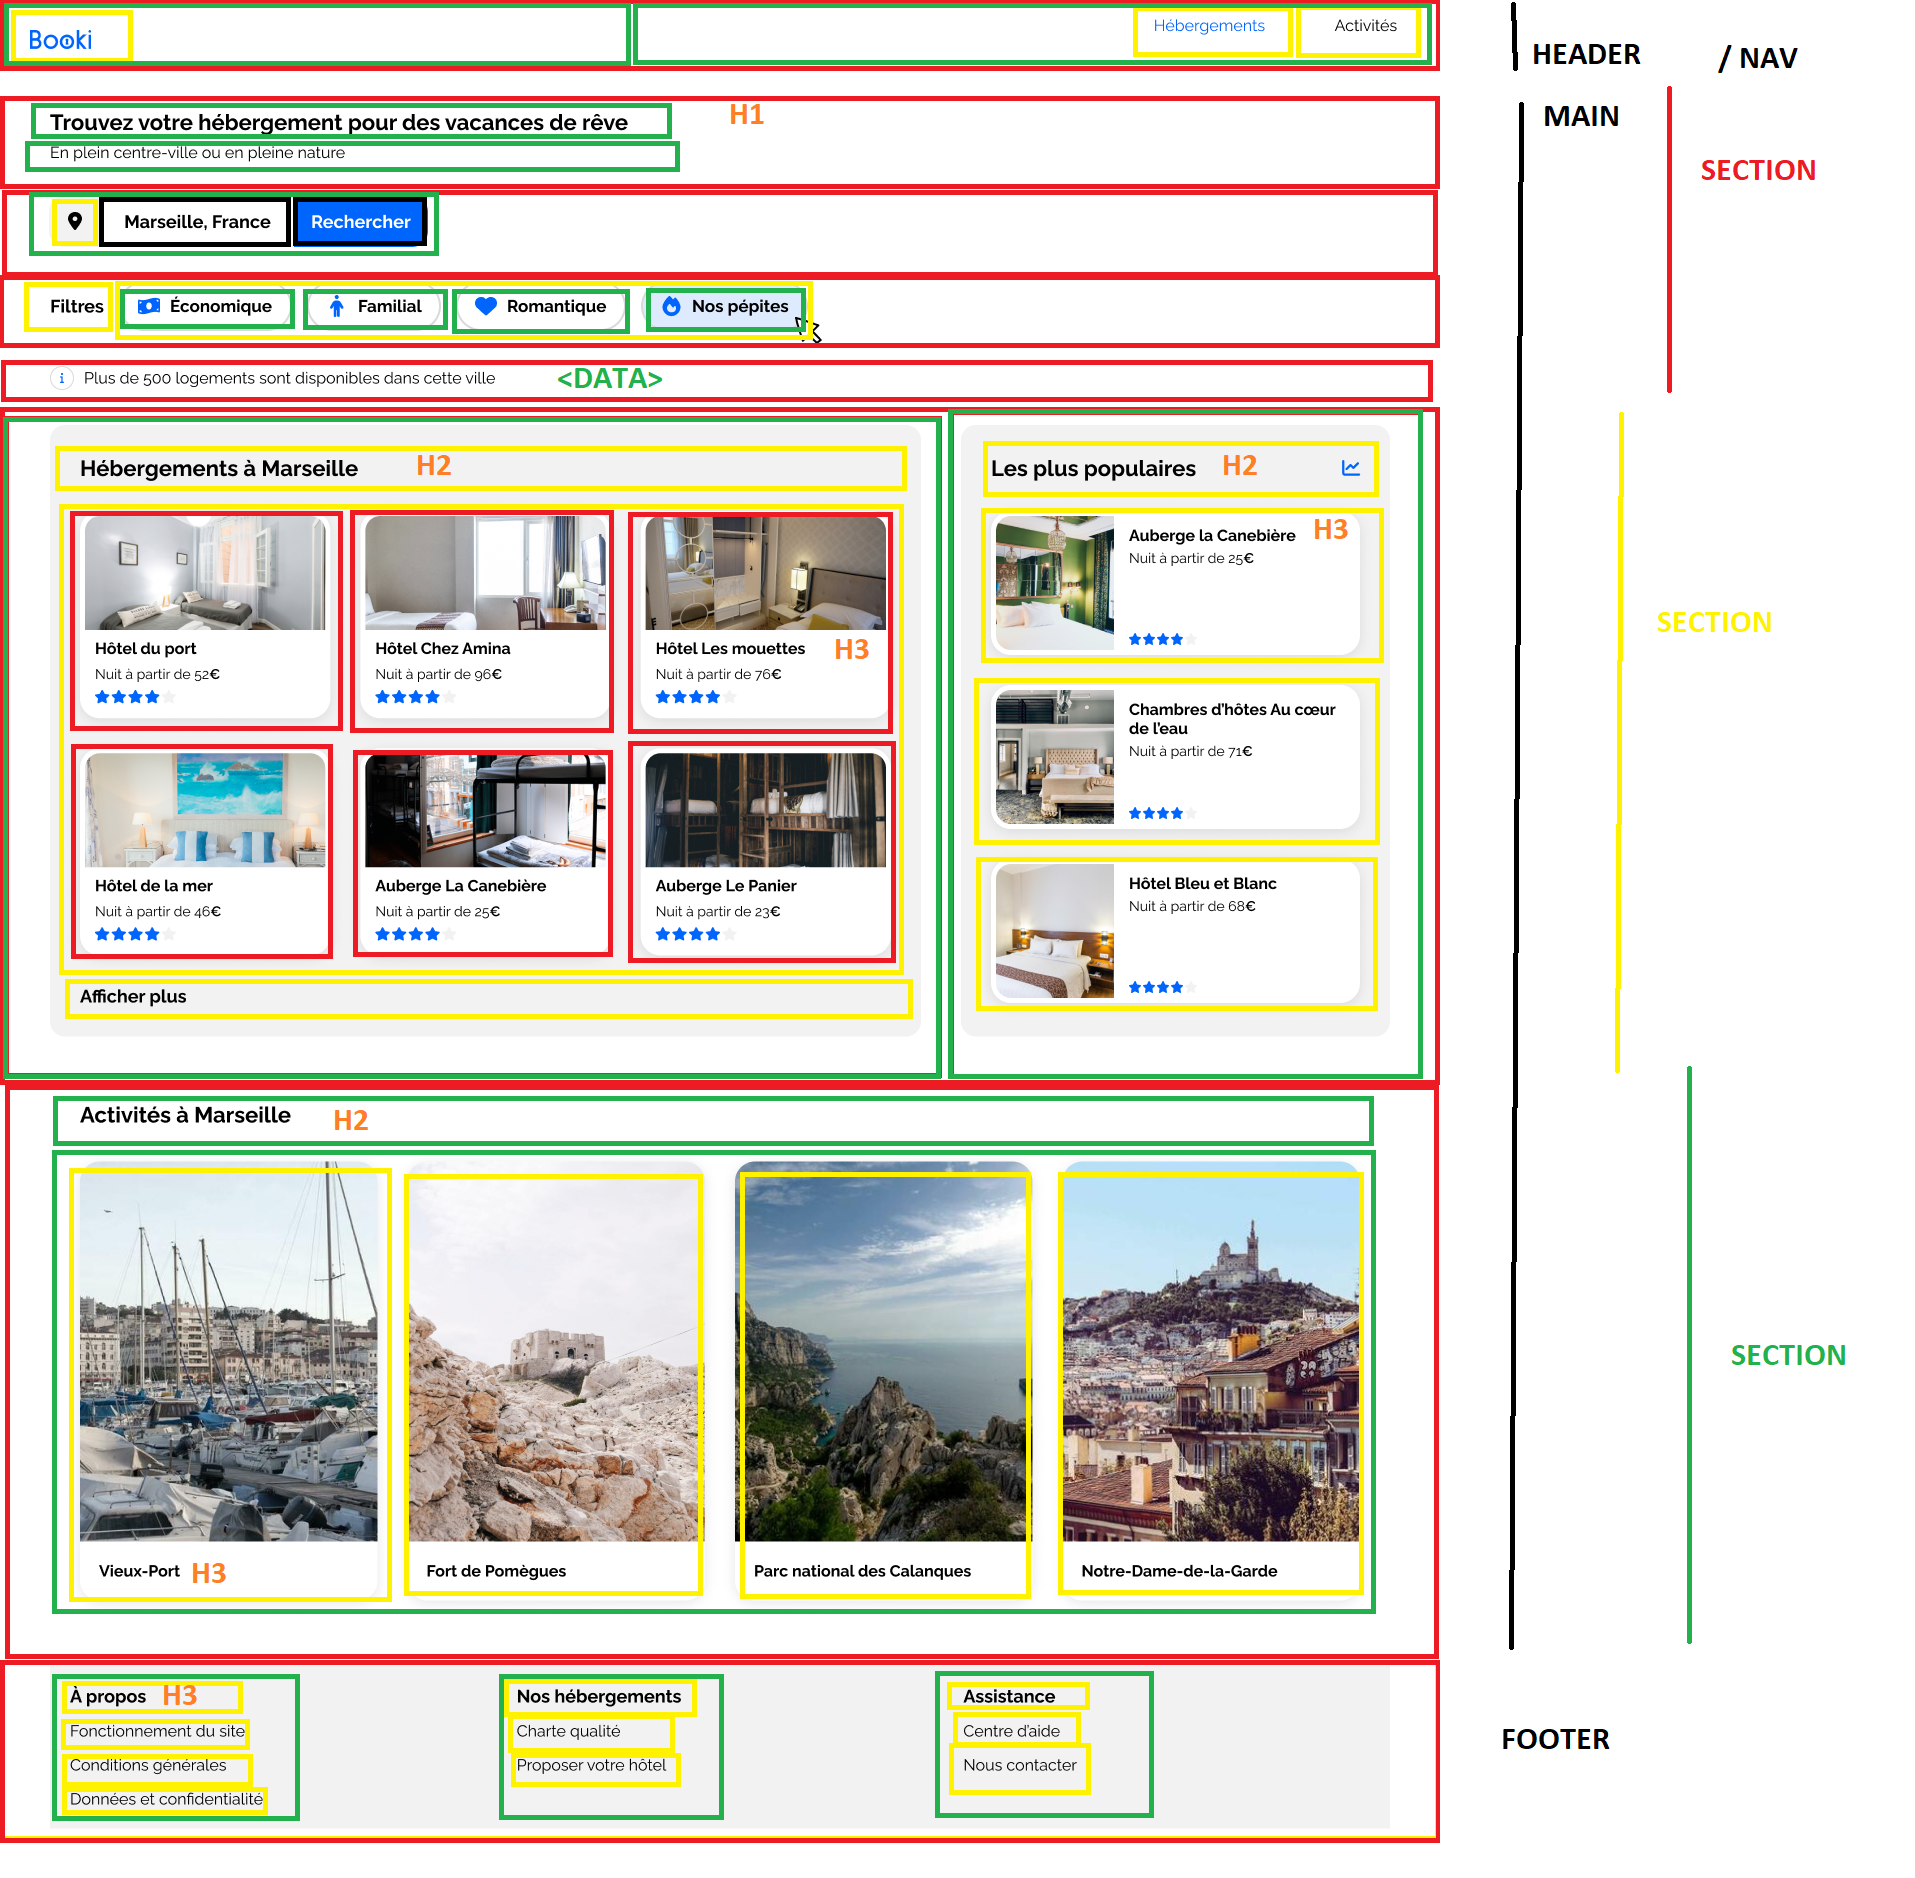 Booki
Hébergements
Activités
HEADER
/ NAV
Trouvez votre hébergement pour des vacances de rêve
H1
MAIN
En plein centre-ville ou en pleine nature
SECTION
Marseille, France
Rechercher
Filtres
Économique
Familial
Romantique
Nos pépites
i
Plus de 500 logements sont disponibles dans cette ville
<DATA>
Hébergements à Marseille
H2
Hôtel du port
Nuit à partir de 52€
Hôtel Chez Amina
Nuit à partir de 96€
Hôtel Les mouettes
H3
Nuit à partir de 76€
Hôtel de la mer
Nuit à partir de 46€
Auberge La Canebière
Nuit à partir de 25€
Auberge Le Panier
Nuit à partir de 23€
Afficher plus
Les plus populaires
H2
Auberge la Canebière
H3
Nuit à partir de 25€
Chambres d'hôtes Au cœur
de l'eau
Nuit à partir de 71€
Hôtel Bleu et Blanc
Nuit à partir de 68€
SECTION
Activités à Marseille
H2
Vieux-Port
H3
Fort de Pomègues
Parc national des Calanques
Notre-Dame-de-la-Garde
SECTION
À propos
H3
Fonctionnement du site
Conditions générales
Données et confidentialité
Nos hébergements
Charte qualité
Proposer votre hôtel
Assistance
Centre d'aide
Nous contacter
FOOTER